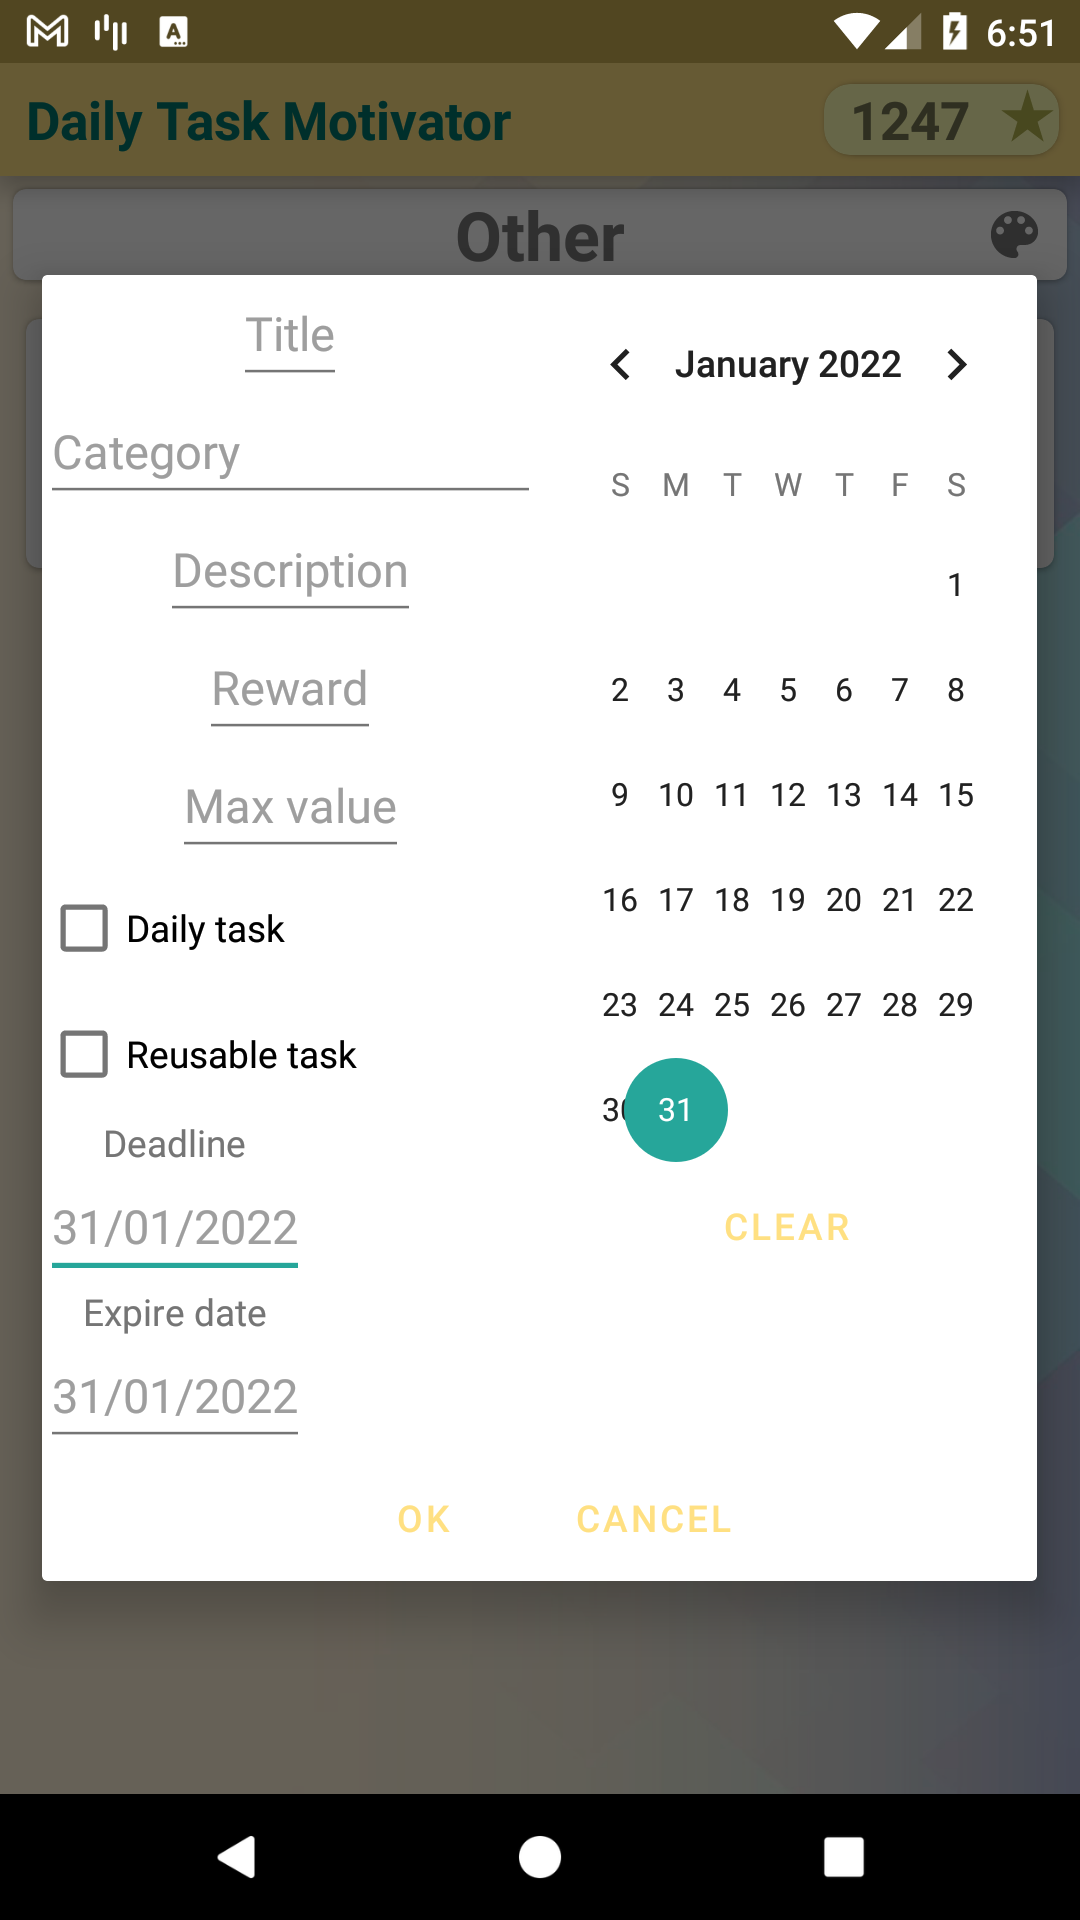 6:51
Daily Task Motivator
1247
Other
Title
Category
Description
Reward
Max value
Daily task
Reusable task
Deadline
31/01/2022
Expire date
31/01/2022
January 2022
S M T W T F S
1
2 3 4 5 6 7 8
9 10 11 12 13 14 15
16 17 18 19 20 21 22
23 24 25 26 27 28 29
30 31
CLEAR
OK CANCEL